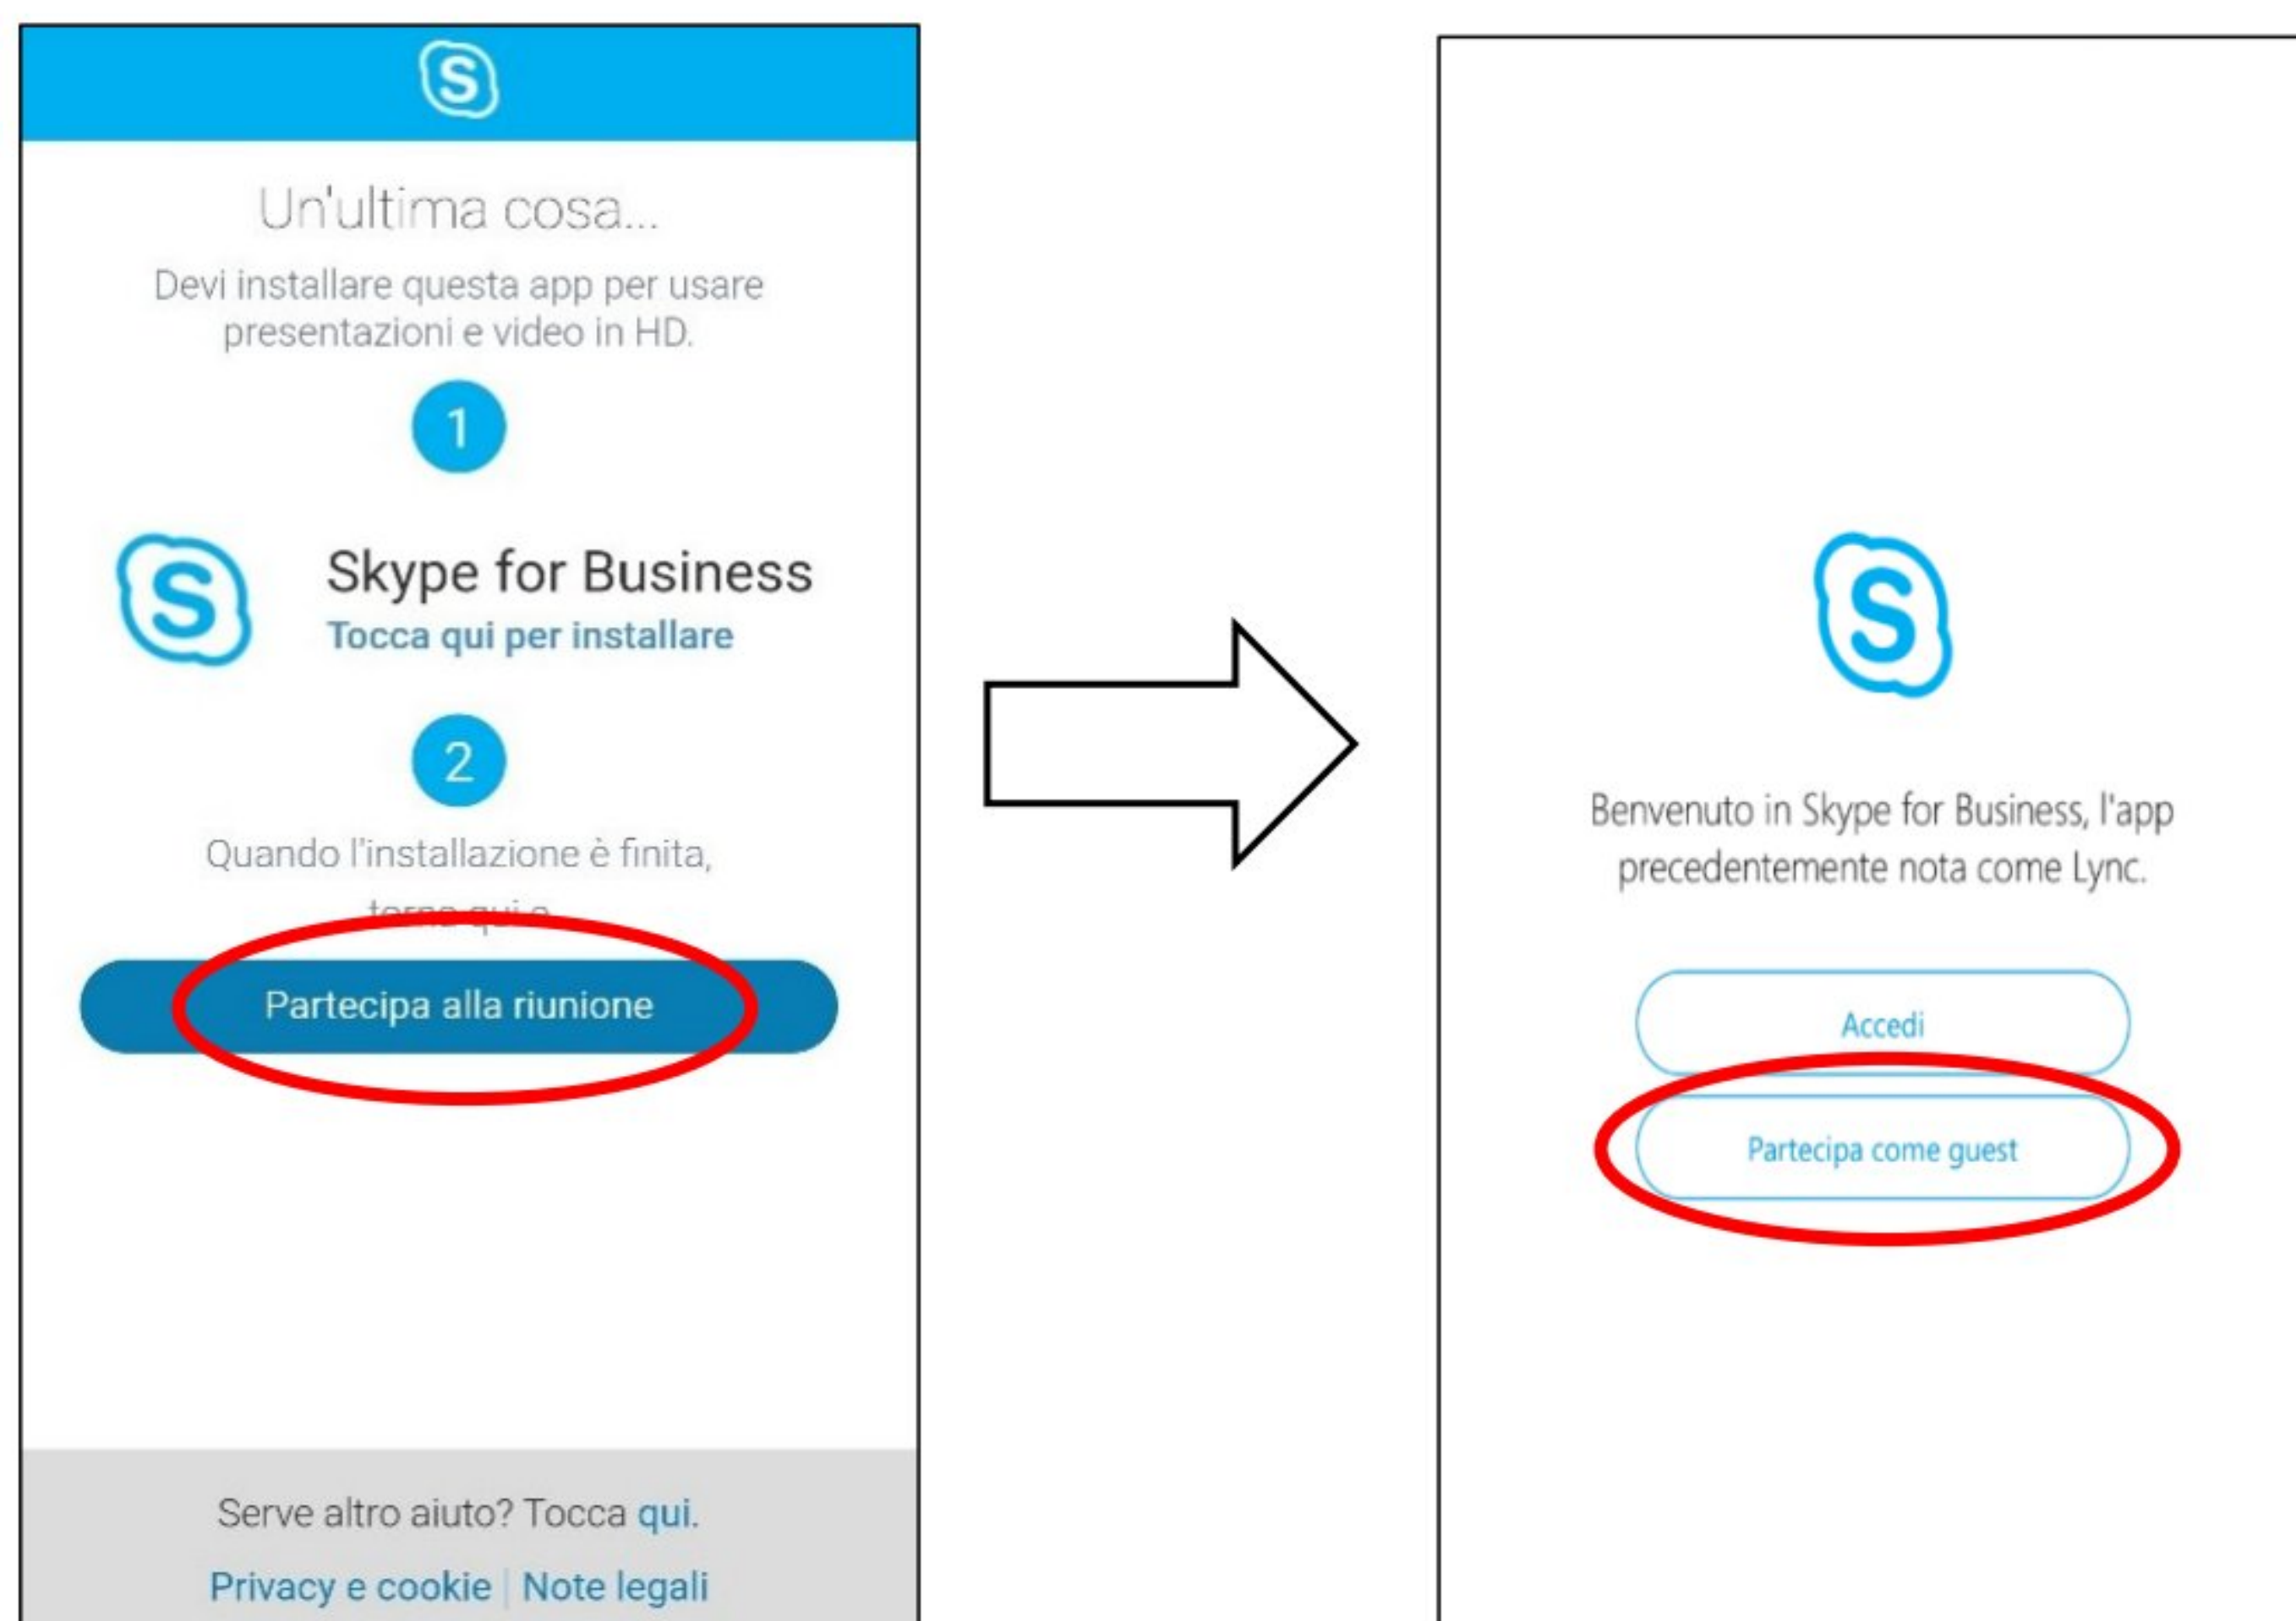 Un'ultima cosa...
Devi installare questa app per usare
presentazioni e video in HD.
1
Skype for Business
Tocca qui per installare
2
Quando l'installazione è finita,
torna qui e
Partecipa alla riunione
Serve altro aiuto? Tocca qui.
Privacy e cookie | Note legali
Benvenuto in Skype for Business, l'app
precedentemente nota come Lync.
Accedi
Partecipa come guest